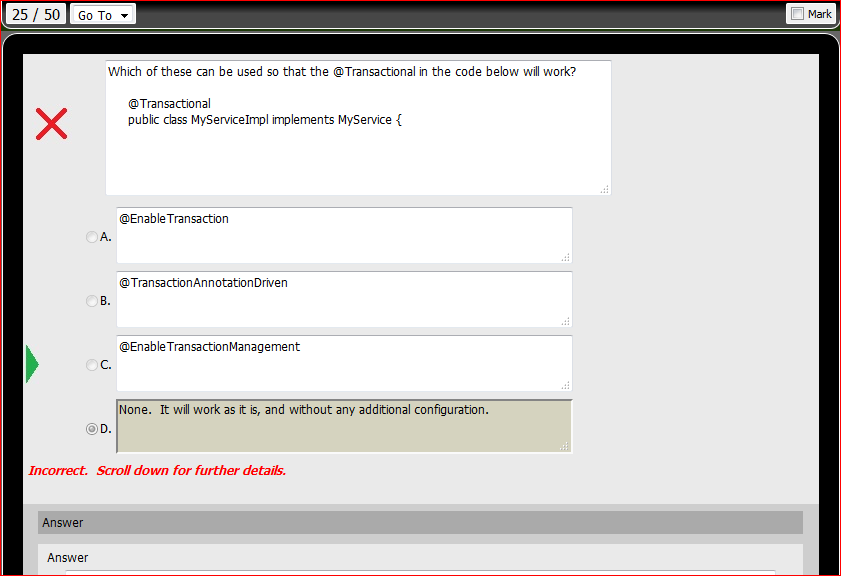 25 / 50 Go To Mark
Which of these can be used so that the @Transactional in the code below will work?
@Transactional
public class MyServiceImpl implements MyService {
A. @EnableTransaction
B. @TransactionAnnotationDriven
C. @EnableTransactionManagement
D. None. It will work as it is, and without any additional configuration.
Incorrect. Scroll down for further details.
Answer
Answer